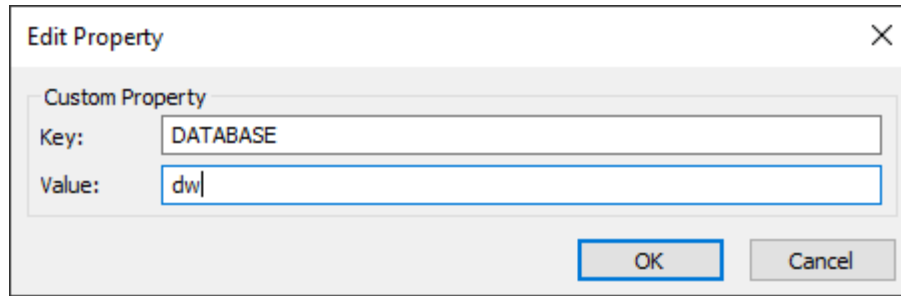 Edit Property
Custom Property
Key: DATABASE
Value: dw
OK Cancel